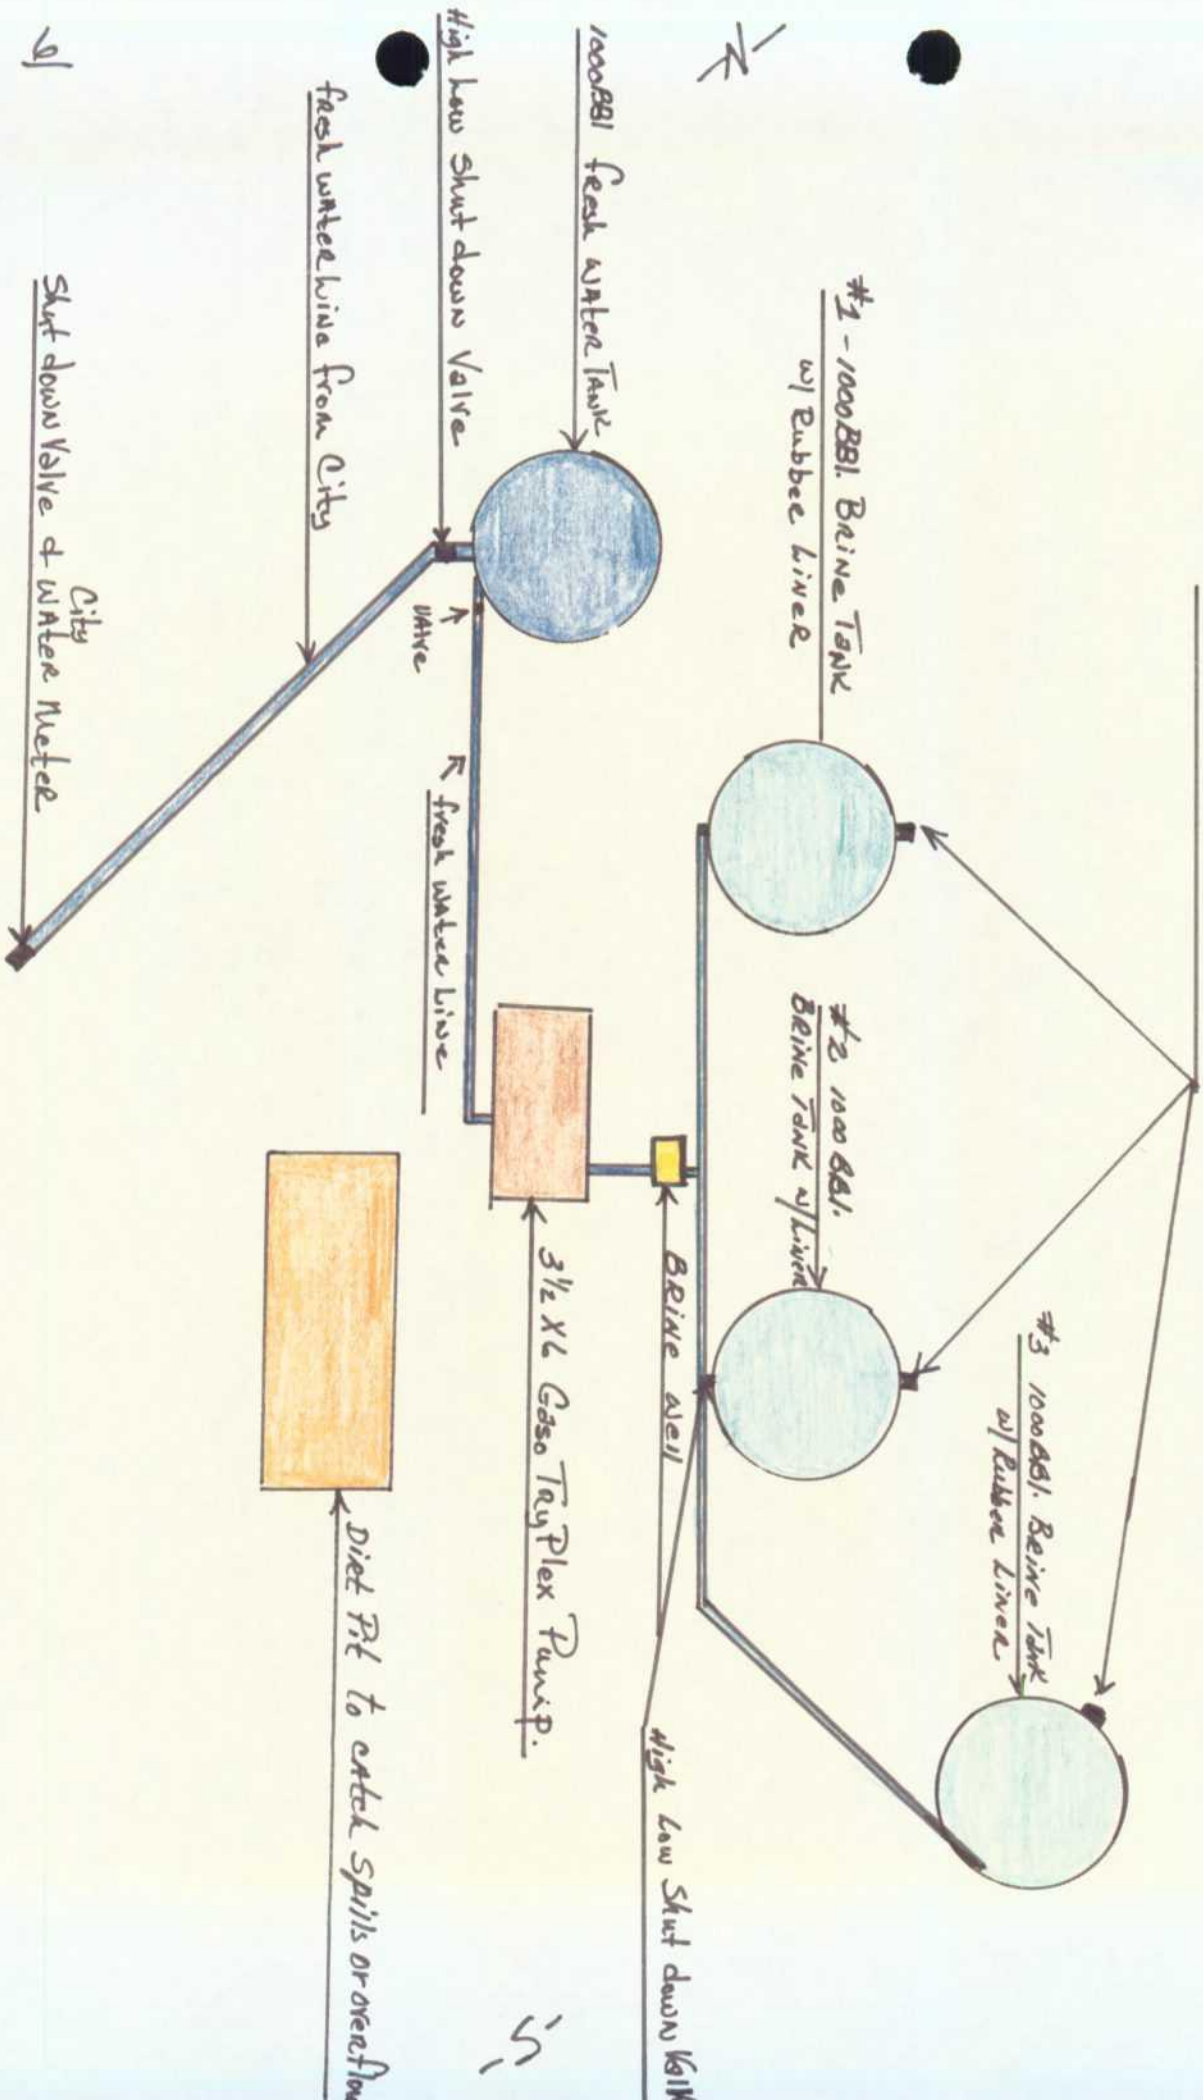 #3 1000BBl. Brine Tank
w/ Rubber Liner
#1 - 1000BBl. Brine Tank
w/ Rubber Liner
#2 1000 BBl.
Brine Tank w/Liner
1000BBl fresh water Tank
High Low Shut down Valv
Brine Well
3 1/2 X 6 Gaso TryPlex Pump.
High Low Shut down Valve
Valve
fresh water Line
fresh water Line from City
Dirt Pit to catch Spills or overflow
City
Shut down Valve & Water Meter